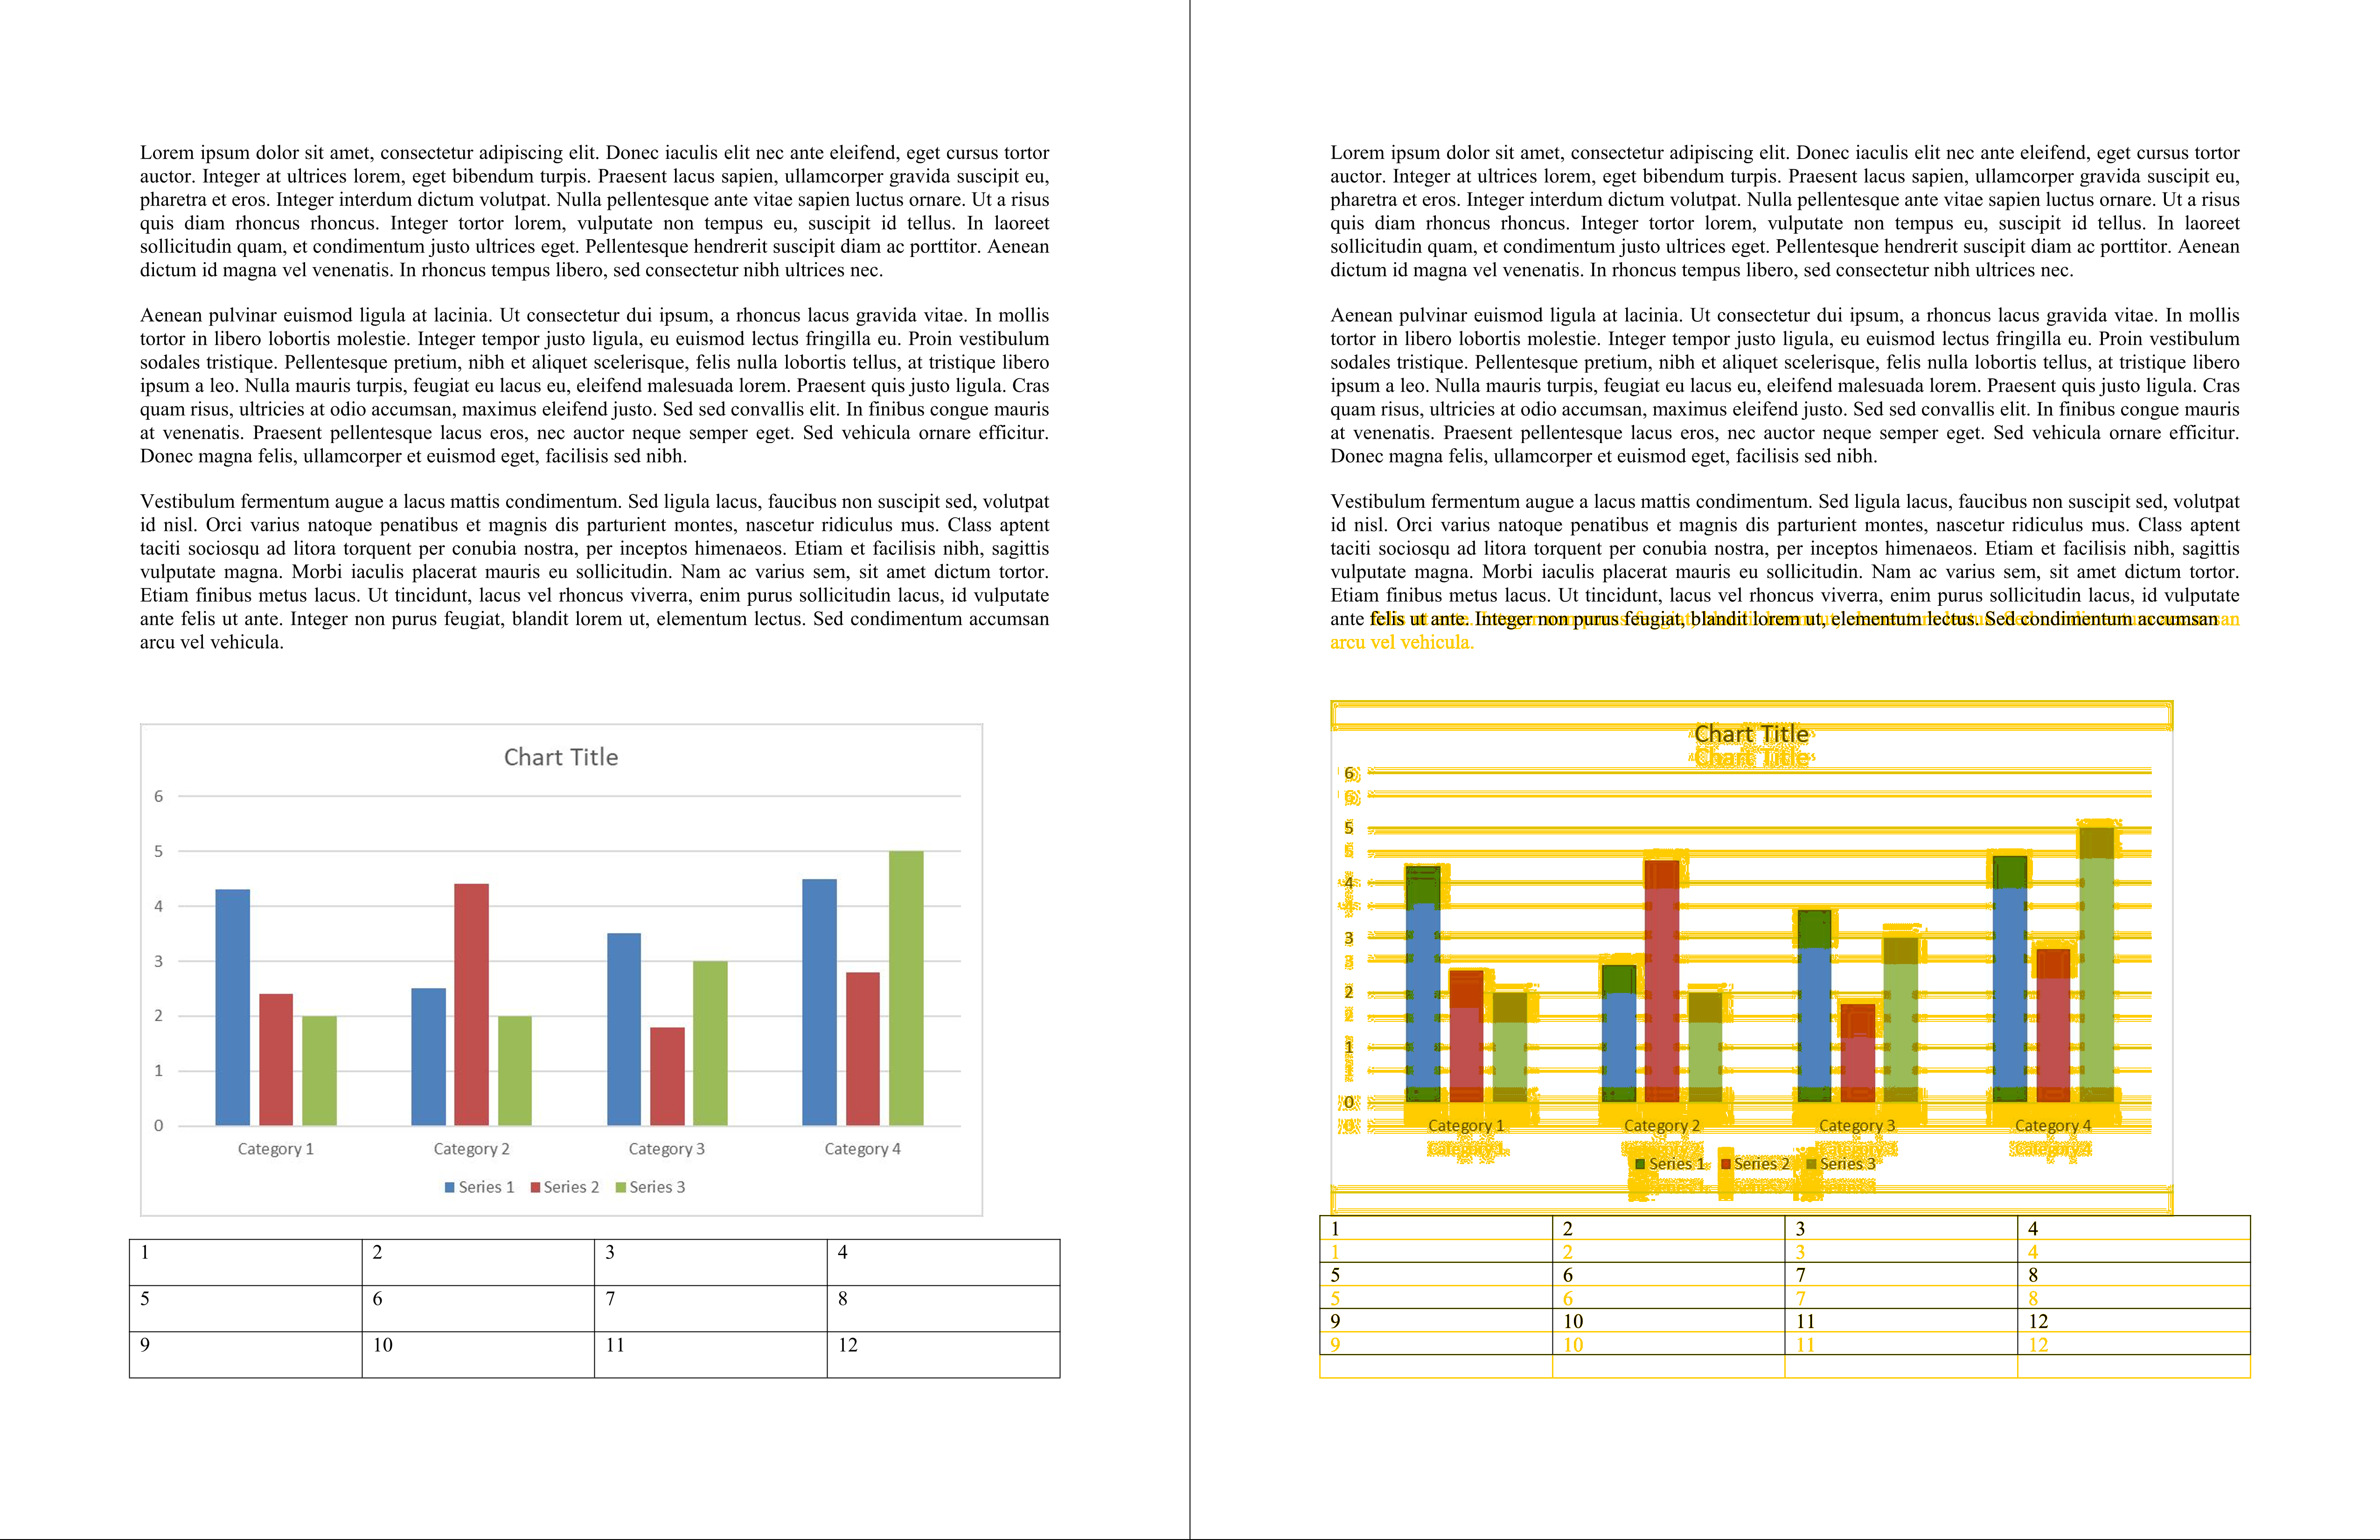 Lorem ipsum dolor sit amet, consectetur adipiscing elit. Donec iaculis elit nec ante eleifend, eget cursus tortor
auctor. Integer at ultrices lorem, eget bibendum turpis. Praesent lacus sapien, ullamcorper gravida suscipit eu,
pharetra et eros. Integer interdum dictum volutpat. Nulla pellentesque ante vitae sapien luctus ornare. Ut a risus
quis diam rhoncus rhoncus. Integer tortor lorem, vulputate non tempus eu, suscipit id tellus. In laoreet
sollicitudin quam, et condimentum justo ultrices eget. Pellentesque hendrerit suscipit diam ac porttitor. Aenean
dictum id magna vel venenatis. In rhoncus tempus libero, sed consectetur nibh ultrices nec.
Aenean pulvinar euismod ligula at lacinia. Ut consectetur dui ipsum, a rhoncus lacus gravida vitae. In mollis
tortor in libero lobortis molestie. Integer tempor justo ligula, eu euismod lectus fringilla eu. Proin vestibulum
sodales tristique. Pellentesque pretium, nibh et aliquet scelerisque, felis nulla lobortis tellus, at tristique libero
ipsum a leo. Nulla mauris turpis, feugiat eu lacus eu, eleifend malesuada lorem. Praesent quis justo ligula. Cras
quam risus, ultricies at odio accumsan, maximus eleifend justo. Sed sed convallis elit. In finibus congue mauris
at venenatis. Praesent pellentesque lacus eros, nec auctor neque semper eget. Sed vehicula ornare efficitur.
Donec magna felis, ullamcorper et euismod eget, facilisis sed nibh.
Vestibulum fermentum augue a lacus mattis condimentum. Sed ligula lacus, faucibus non suscipit sed, volutpat
id nisl. Orci varius natoque penatibus et magnis dis parturient montes, nascetur ridiculus mus. Class aptent
taciti sociosqu ad litora torquent per conubia nostra, per inceptos himenaeos. Etiam et facilisis nibh, sagittis
vulputate magna. Morbi iaculis placerat mauris eu sollicitudin. Nam ac varius sem, sit amet dictum tortor.
Etiam finibus metus lacus. Ut tincidunt, lacus vel rhoncus viverra, enim purus sollicitudin lacus, id vulputate
ante felis ut ante. Integer non purus feugiat, blandit lorem ut, elementum lectus. Sed condimentum accumsan
arcu vel vehicula.
Chart Title
6
5
4
3
2
1
0
Category 1 Category 2 Category 3 Category 4
Series 1 Series 2 Series 3
1 2 3 4
5 6 7 8
9 10 11 12
Lorem ipsum dolor sit amet, consectetur adipiscing elit. Donec iaculis elit nec ante eleifend, eget cursus tortor
auctor. Integer at ultrices lorem, eget bibendum turpis. Praesent lacus sapien, ullamcorper gravida suscipit eu,
pharetra et eros. Integer interdum dictum volutpat. Nulla pellentesque ante vitae sapien luctus ornare. Ut a risus
quis diam rhoncus rhoncus. Integer tortor lorem, vulputate non tempus eu, suscipit id tellus. In laoreet
sollicitudin quam, et condimentum justo ultrices eget. Pellentesque hendrerit suscipit diam ac porttitor. Aenean
dictum id magna vel venenatis. In rhoncus tempus libero, sed consectetur nibh ultrices nec.
Aenean pulvinar euismod ligula at lacinia. Ut consectetur dui ipsum, a rhoncus lacus gravida vitae. In mollis
tortor in libero lobortis molestie. Integer tempor justo ligula, eu euismod lectus fringilla eu. Proin vestibulum
sodales tristique. Pellentesque pretium, nibh et aliquet scelerisque, felis nulla lobortis tellus, at tristique libero
ipsum a leo. Nulla mauris turpis, feugiat eu lacus eu, eleifend malesuada lorem. Praesent quis justo ligula. Cras
quam risus, ultricies at odio accumsan, maximus eleifend justo. Sed sed convallis elit. In finibus congue mauris
at venenatis. Praesent pellentesque lacus eros, nec auctor neque semper eget. Sed vehicula ornare efficitur.
Donec magna felis, ullamcorper et euismod eget, facilisis sed nibh.
Vestibulum fermentum augue a lacus mattis condimentum. Sed ligula lacus, faucibus non suscipit sed, volutpat
id nisl. Orci varius natoque penatibus et magnis dis parturient montes, nascetur ridiculus mus. Class aptent
taciti sociosqu ad litora torquent per conubia nostra, per inceptos himenaeos. Etiam et facilisis nibh, sagittis
vulputate magna. Morbi iaculis placerat mauris eu sollicitudin. Nam ac varius sem, sit amet dictum tortor.
Etiam finibus metus lacus. Ut tincidunt, lacus vel rhoncus viverra, enim purus sollicitudin lacus, id vulputate
ante felis ut ante. Integer non purus feugiat, blandit lorem ut, elementum lectus. Sed condimentum accumsan
arcu vel vehicula.
Chart Title
Chart Title
6
5
4
3
2
1
0
Category 1 Category 2 Category 3 Category 4
Series 1 Series 2 Series 3
1 2 3 4
1 2 3 4
5 6 7 8
5 6 7 8
9 10 11 12
9 10 11 12